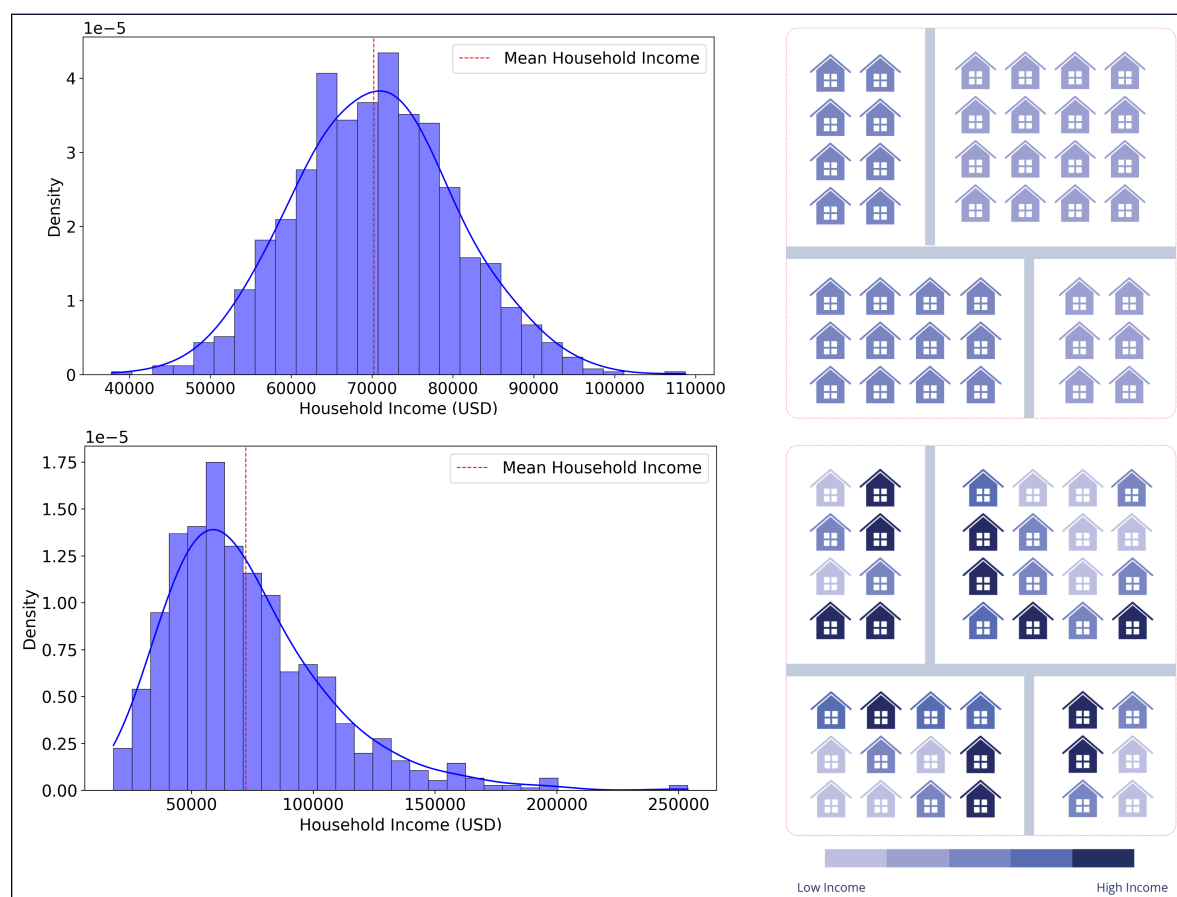 1e−5
Mean Household Income
4
3
2
1
0
Density
40000 50000 60000 70000 80000 90000 100000 110000
Household Income (USD)
1e−5
Mean Household Income
1.75
1.50
1.25
1.00
0.75
0.50
0.25
0.00
Density
50000 100000 150000 200000 250000
Household Income (USD)
Low Income High Income